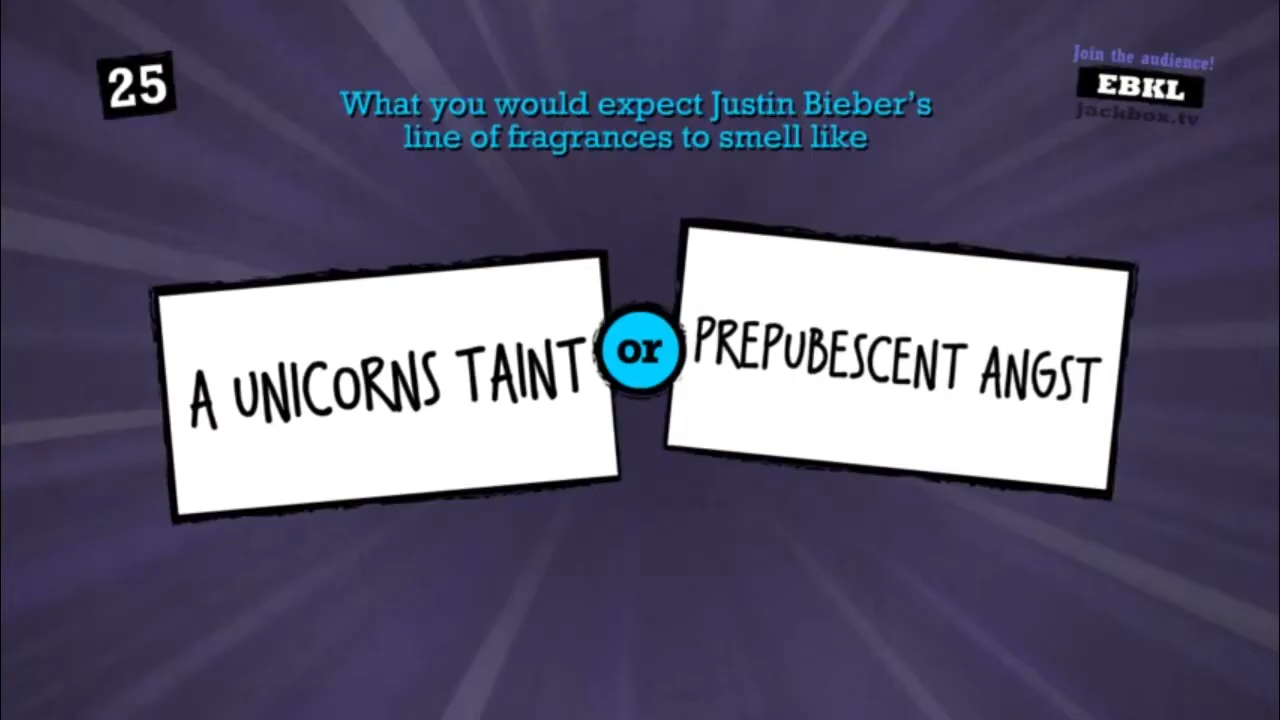 25
Join the audience!
EBKL
jackbox.tv
What you would expect Justin Bieber's
line of fragrances to smell like
A UNICORNS TAINT
or
PREPUBESCENT ANGST